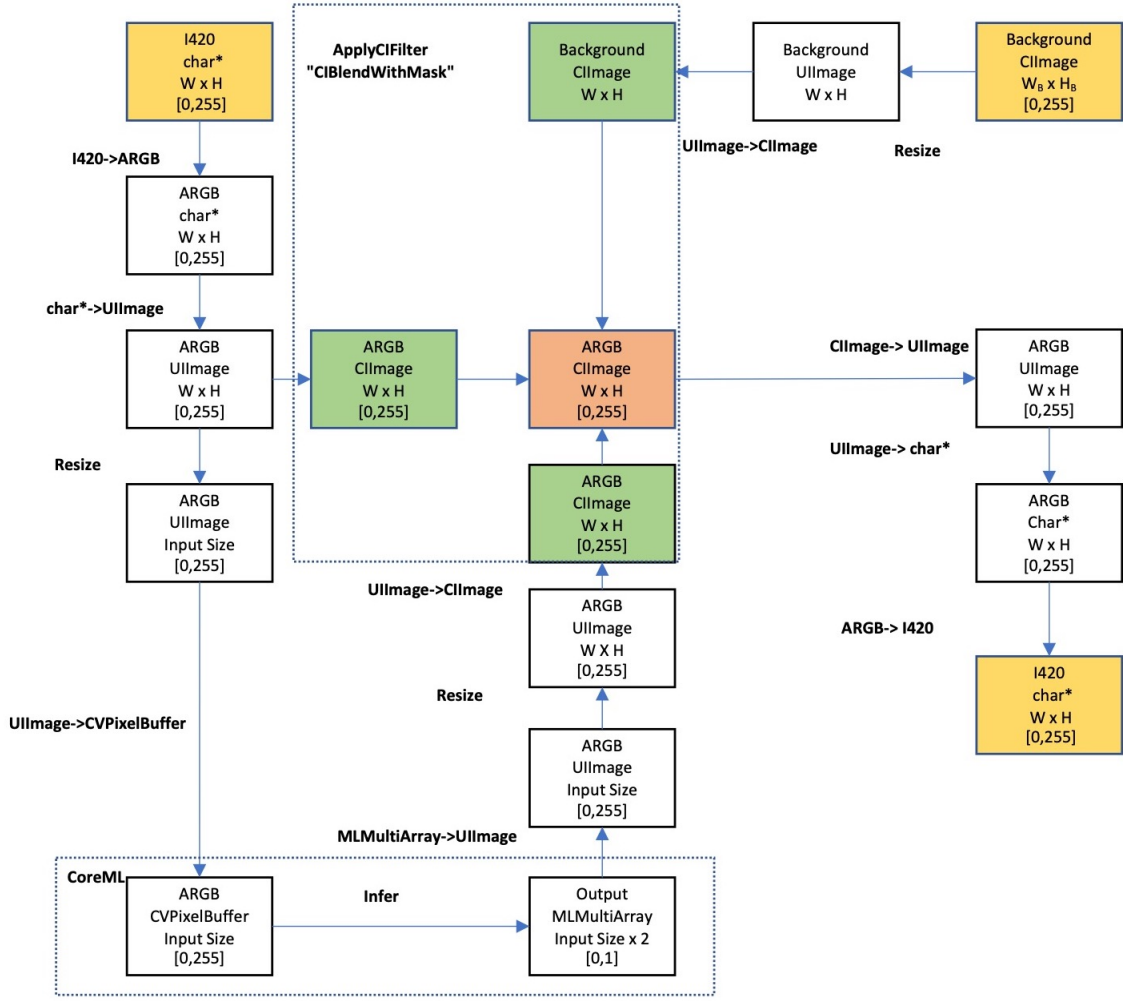 I420
char*
W x H
[0,255]
I420->ARGB
ARGB
char*
W x H
[0,255]
char*->UIImage
ARGB
UIImage
W x H
[0,255]
Resize
ARGB
UIImage
Input Size
[0,255]
UIImage->CVPixelBuffer
CoreML
ARGB
CVPixelBuffer
Input Size
[0,255]
Infer
Output
MLMultiArray
Input Size x 2
[0,1]
MLMultiArray->UIImage
ARGB
UIImage
Input Size
[0,255]
Resize
ARGB
UIImage
W X H
[0,255]
UIImage->CIImage
ARGB
CIImage
W x H
[0,255]
ApplyCIFilter
"CIBlendWithMask"
ARGB
CIImage
W x H
[0,255]
ARGB
CIImage
W x H
[0,255]
Background
CIImage
W x H
UIImage->CIImage
Background
UIImage
W x H
Resize
Background
CIImage
W_B x H_B
[0,255]
CIImage-> UIImage
ARGB
UIImage
W x H
[0,255]
UIImage-> char*
ARGB
Char*
W x H
[0,255]
ARGB-> I420
I420
char*
W x H
[0,255]